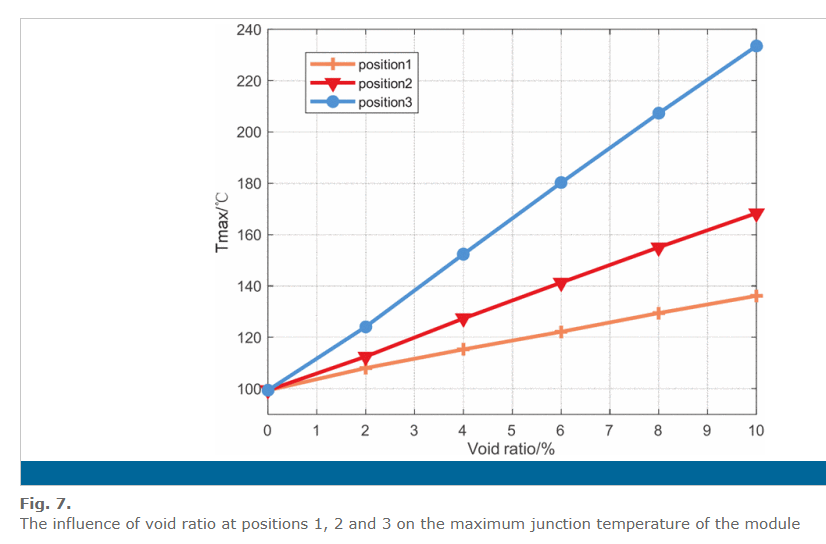 240
220
200
180
160
140
120
100
Tmax/℃
position1
position2
position3
0 1 2 3 4 5 6 7 8 9 10
Void ratio/%
Fig. 7.
The influence of void ratio at positions 1, 2 and 3 on the maximum junction temperature of the module